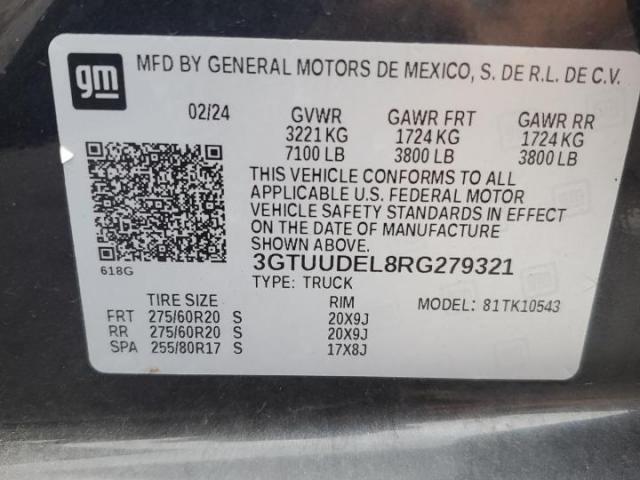 gm
MFD BY GENERAL MOTORS DE MEXICO, S. DE R.L. DE C.V.
02/24 GVWR GAWR FRT GAWR RR
3221 KG 1724 KG 1724 KG
7100 LB 3800 LB 3800 LB
THIS VEHICLE CONFORMS TO ALL
APPLICABLE U.S. FEDERAL MOTOR
VEHICLE SAFETY STANDARDS IN EFFECT
ON THE DATE OF MANUFACTURE
SHOWN ABOVE.
618G
3GTUUDEL8RG279321
TYPE: TRUCK
TIRE SIZE RIM MODEL: 81TK10543
FRT 275/60R20 S 20X9J
RR 275/60R20 S 20X9J
SPA 255/80R17 S 17X8J